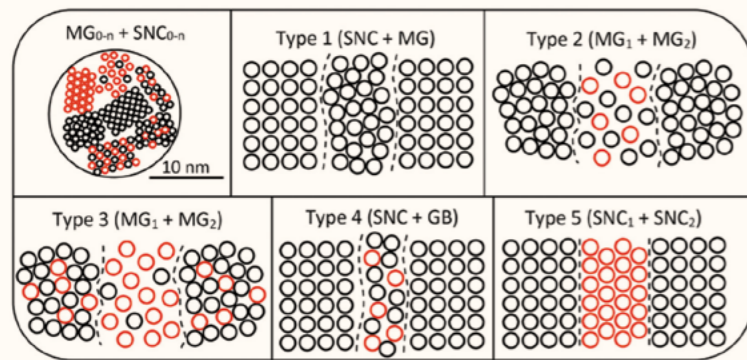 MG₀₋ₙ + SNC₀₋ₙ
10 nm
Type 1 (SNC + MG)
Type 2 (MG₁ + MG₂)
Type 3 (MG₁ + MG₂)
Type 4 (SNC + GB)
Type 5 (SNC₁ + SNC₂)